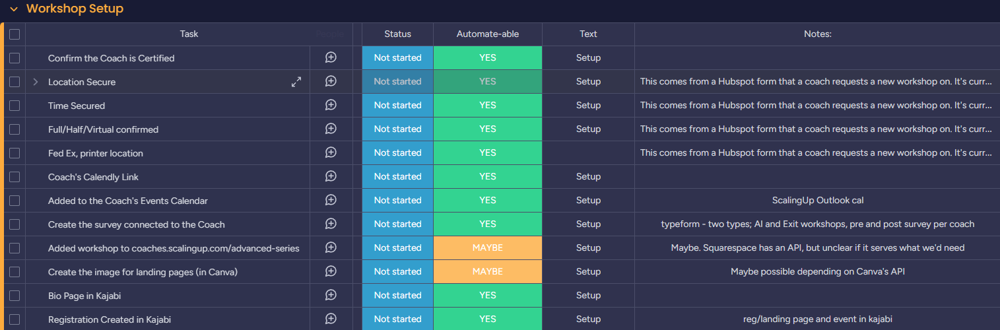 Workshop Setup
Task People Status Automate-able Text Notes:
Confirm the Coach is Certified Not started YES Setup
Location Secure Not started YES Setup This comes from a Hubspot form that a coach requests a new workshop on. It's curr...
Time Secured Not started YES Setup This comes from a Hubspot form that a coach requests a new workshop on. It's curr...
Full/Half/Virtual confirmed Not started YES Setup This comes from a Hubspot form that a coach requests a new workshop on. It's curr...
Fed Ex, printer location Not started YES This comes from a Hubspot form that a coach requests a new workshop on. It's curr...
Coach's Calendly Link Not started YES Setup
Added to the Coach's Events Calendar Not started YES Setup ScalingUp Outlook cal
Create the survey connected to the Coach Not started YES Setup typeform - two types; AI and Exit workshops, pre and post survey per coach
Added workshop to coaches.scalingup.com/advanced-series Not started MAYBE Setup Maybe. Squarespace has an API, but unclear if it serves what we'd need
Create the image for landing pages (in Canva) Not started MAYBE Setup Maybe possible depending on Canva's API
Bio Page in Kajabi Not started YES Setup
Registration Created in Kajabi Not started YES Setup reg/landing page and event in kajabi